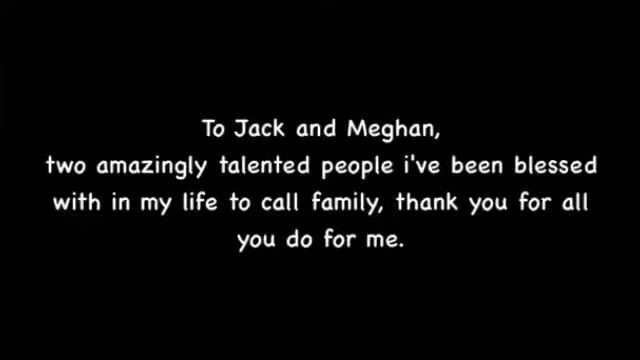 To Jack and Meghan,
two amazingly talented people i've been blessed
with in my life to call family, thank you for all
you do for me.